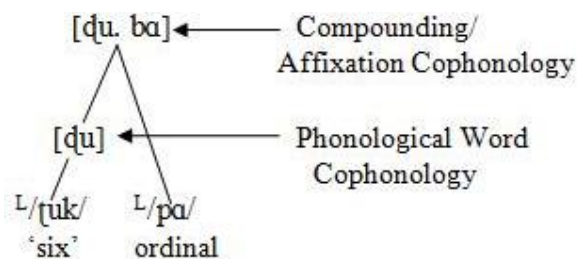 [ɖu. bɑ] Compounding/
Affixation Cophonology
[ɖu] Phonological Word
Cophonology
ᴸ/ʈuk/ ᴸ/pɑ/
‘six’ ordinal